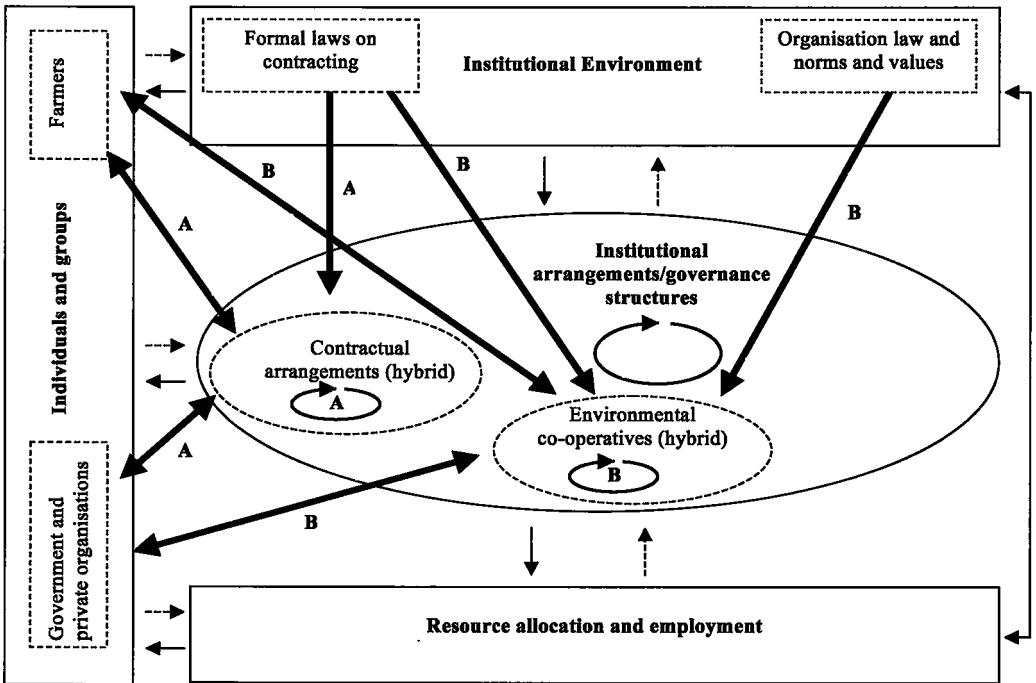 Formal laws on
contracting
Institutional Environment
Organisation law and
norms and values
Farmers
Individuals and groups
Government and
private organisations
B
A
B
B
A
Institutional
arrangements/governance
structures
Contractual
arrangements (hybrid)
A
Environmental
co-operatives (hybrid)
B
A
B
Resource allocation and employment